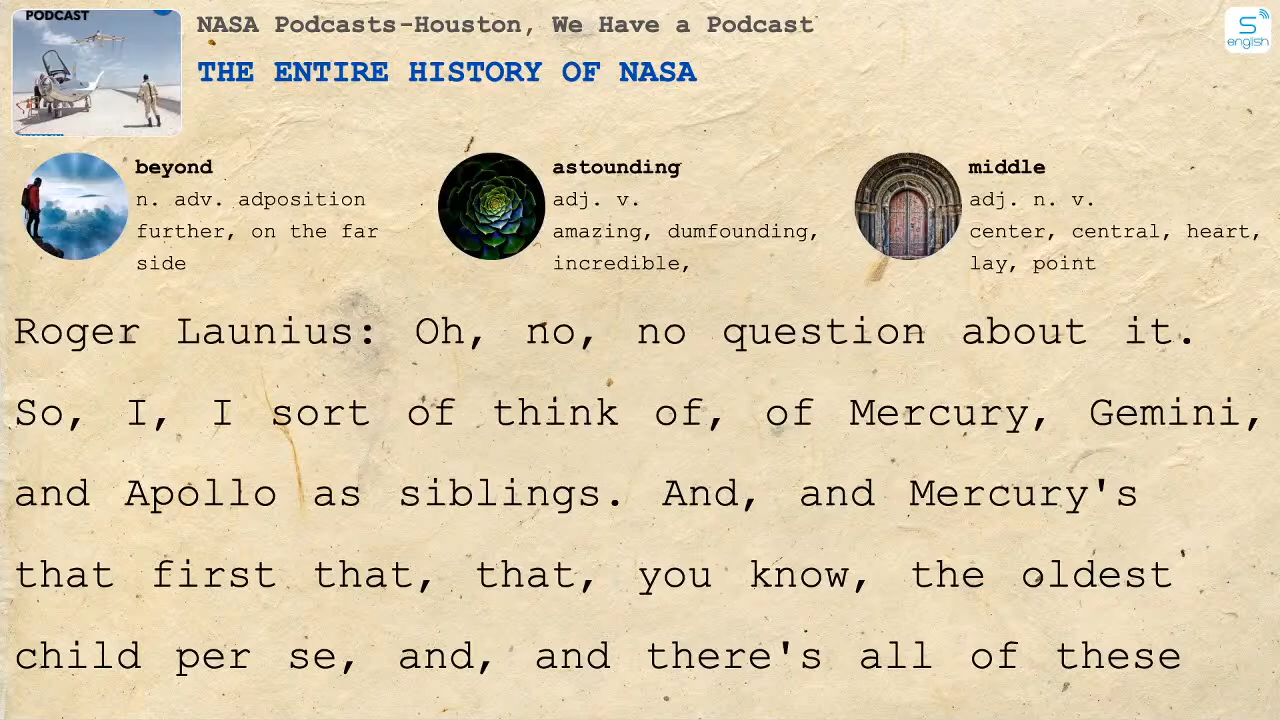 PODCAST
NASA Podcasts-Houston, We Have a Podcast
THE ENTIRE HISTORY OF NASA
S
english
beyond
n. adv. adposition
further, on the far
side
astounding
adj. v.
amazing, dumfounding,
incredible,
middle
adj. n. v.
center, central, heart,
lay, point
Roger Launius: Oh, no, no question about it.
So, I, I sort of think of, of Mercury, Gemini,
and Apollo as siblings. And, and Mercury's
that first that, that, you know, the oldest
child per se, and, and there's all of these